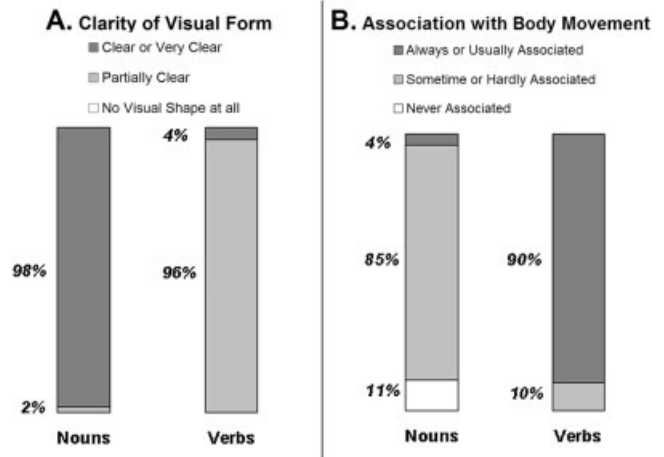 A. Clarity of Visual Form
Clear or Very Clear
Partially Clear
No Visual Shape at all
4%
98%
96%
2%
Nouns
Verbs
B. Association with Body Movement
Always or Usually Associated
Sometime or Hardly Associated
Never Associated
4%
85%
90%
11%
10%
Nouns
Verbs